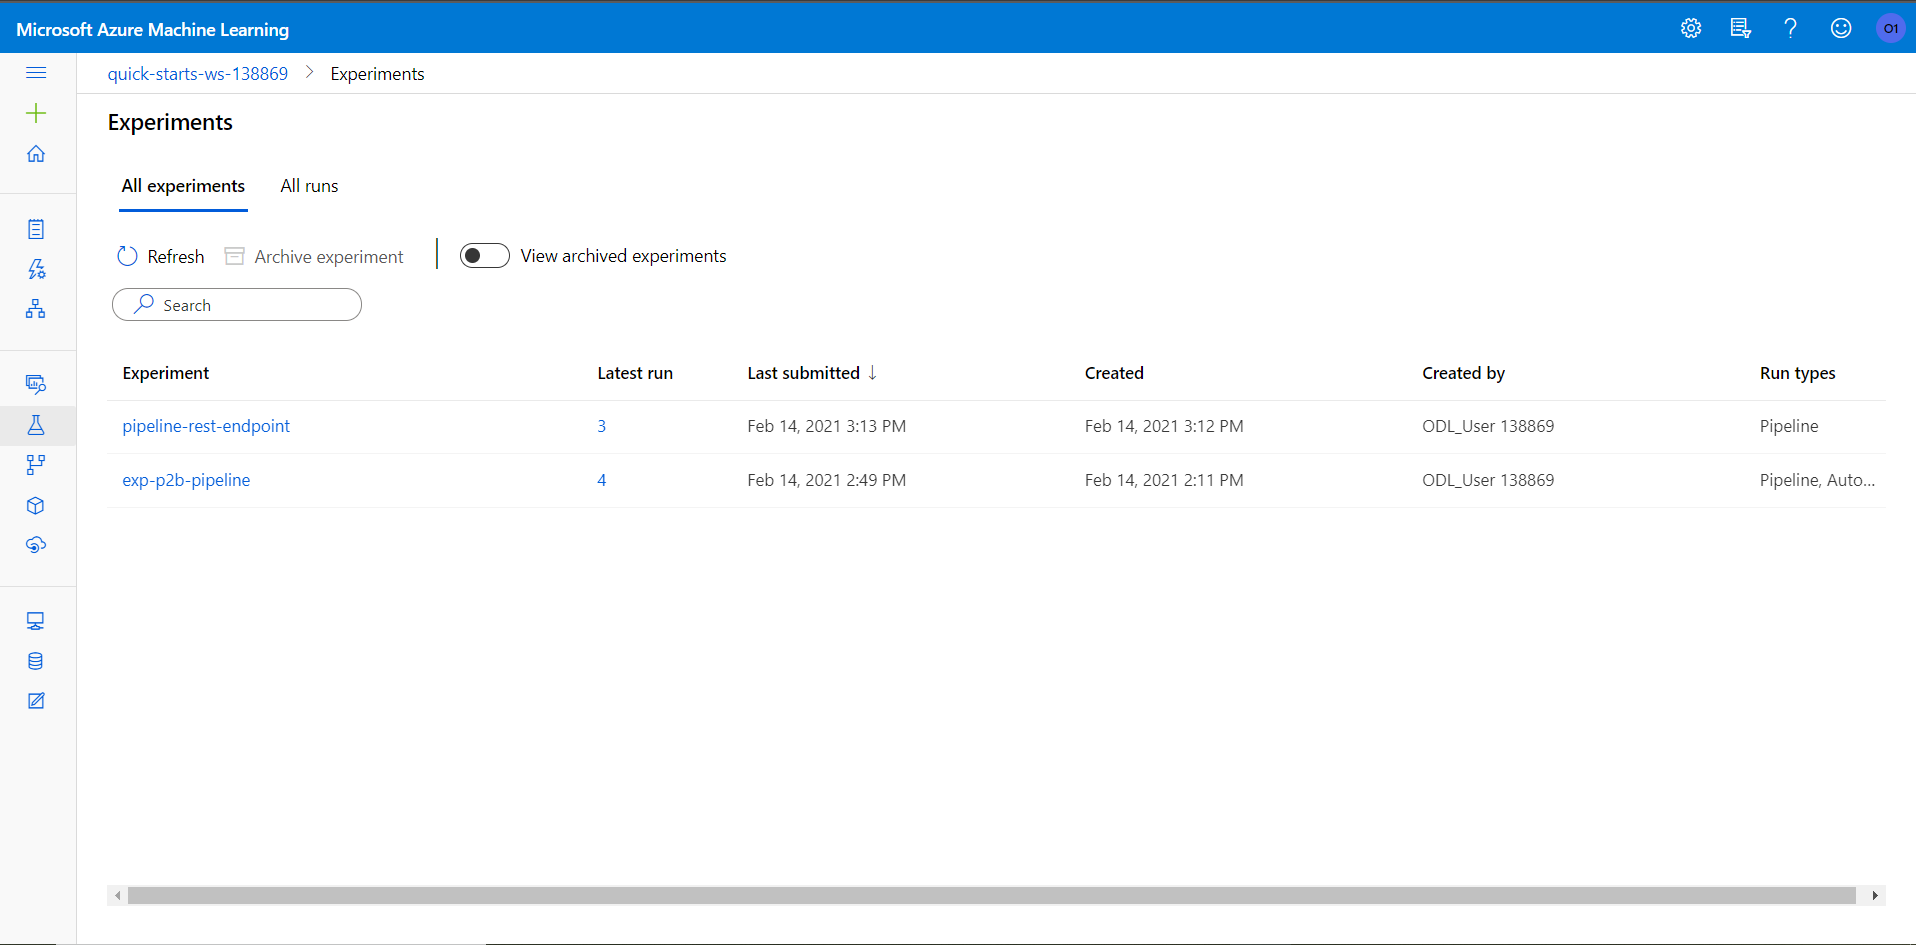 Microsoft Azure Machine Learning
O1
quick-starts-ws-138869 > Experiments
Experiments
All experiments All runs
Refresh Archive experiment View archived experiments
Search
Experiment Latest run Last submitted ↓ Created Created by Run types
pipeline-rest-endpoint 3 Feb 14, 2021 3:13 PM Feb 14, 2021 3:12 PM ODL_User 138869 Pipeline
exp-p2b-pipeline 4 Feb 14, 2021 2:49 PM Feb 14, 2021 2:11 PM ODL_User 138869 Pipeline, Auto...